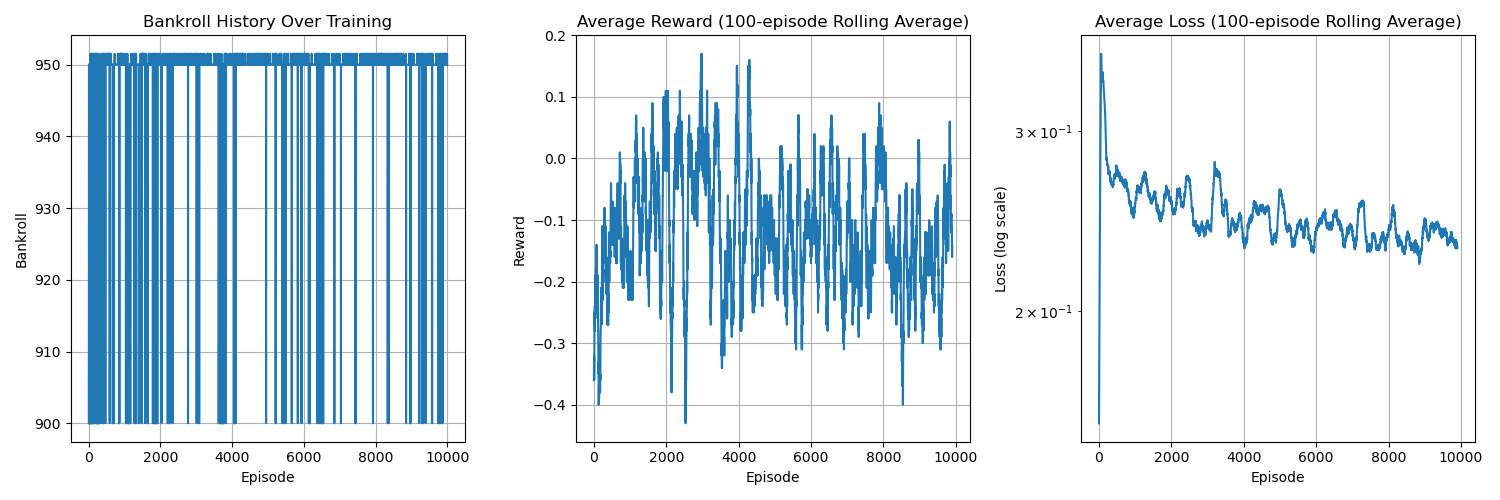 Bankroll History Over Training
Bankroll
950
940
930
920
910
900
0 2000 4000 6000 8000 10000
Episode
Average Reward (100-episode Rolling Average)
Reward
0.2
0.1
0.0
−0.1
−0.2
−0.3
−0.4
0 2000 4000 6000 8000 10000
Episode
Average Loss (100-episode Rolling Average)
Loss (log scale)
3 × 10⁻¹
2 × 10⁻¹
0 2000 4000 6000 8000 10000
Episode